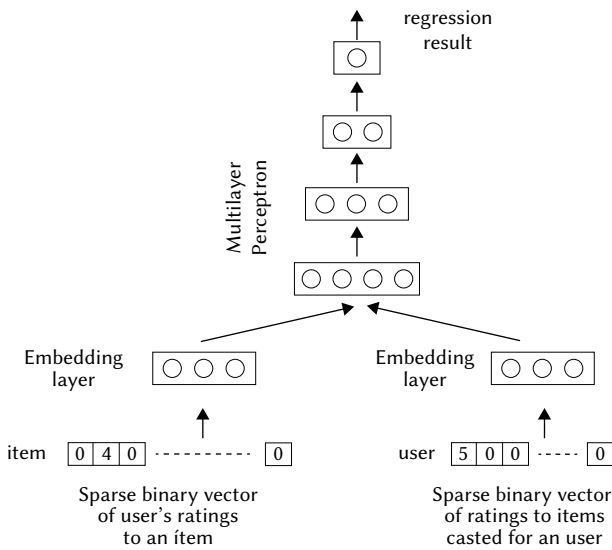 regression
result
Multilayer
Perceptron
Embedding
layer
Embedding
layer
item 0 4 0 0
user 5 0 0 0
Sparse binary vector
of user's ratings
to an ítem
Sparse binary vector
of ratings to items
casted for an user